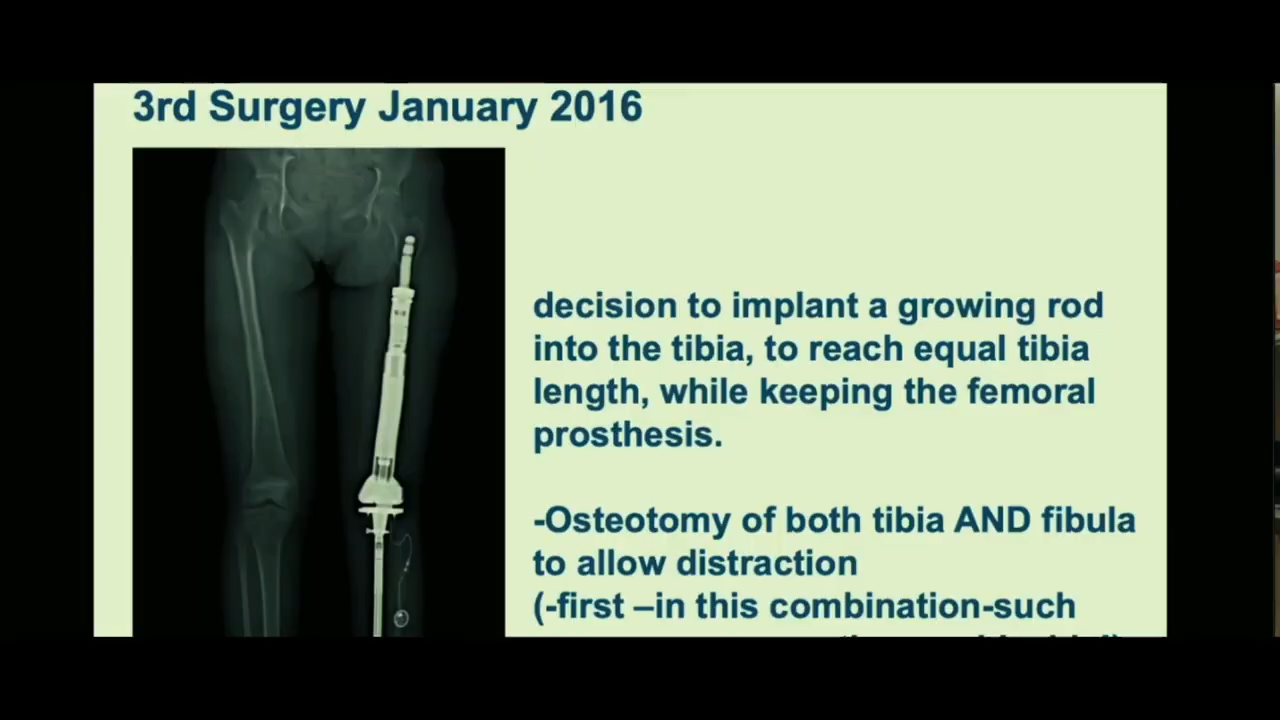 3rd Surgery January 2016
decision to implant a growing rod
into the tibia, to reach equal tibia
length, while keeping the femoral
prosthesis.
-Osteotomy of both tibia AND fibula
to allow distraction
(-first –in this combination-such